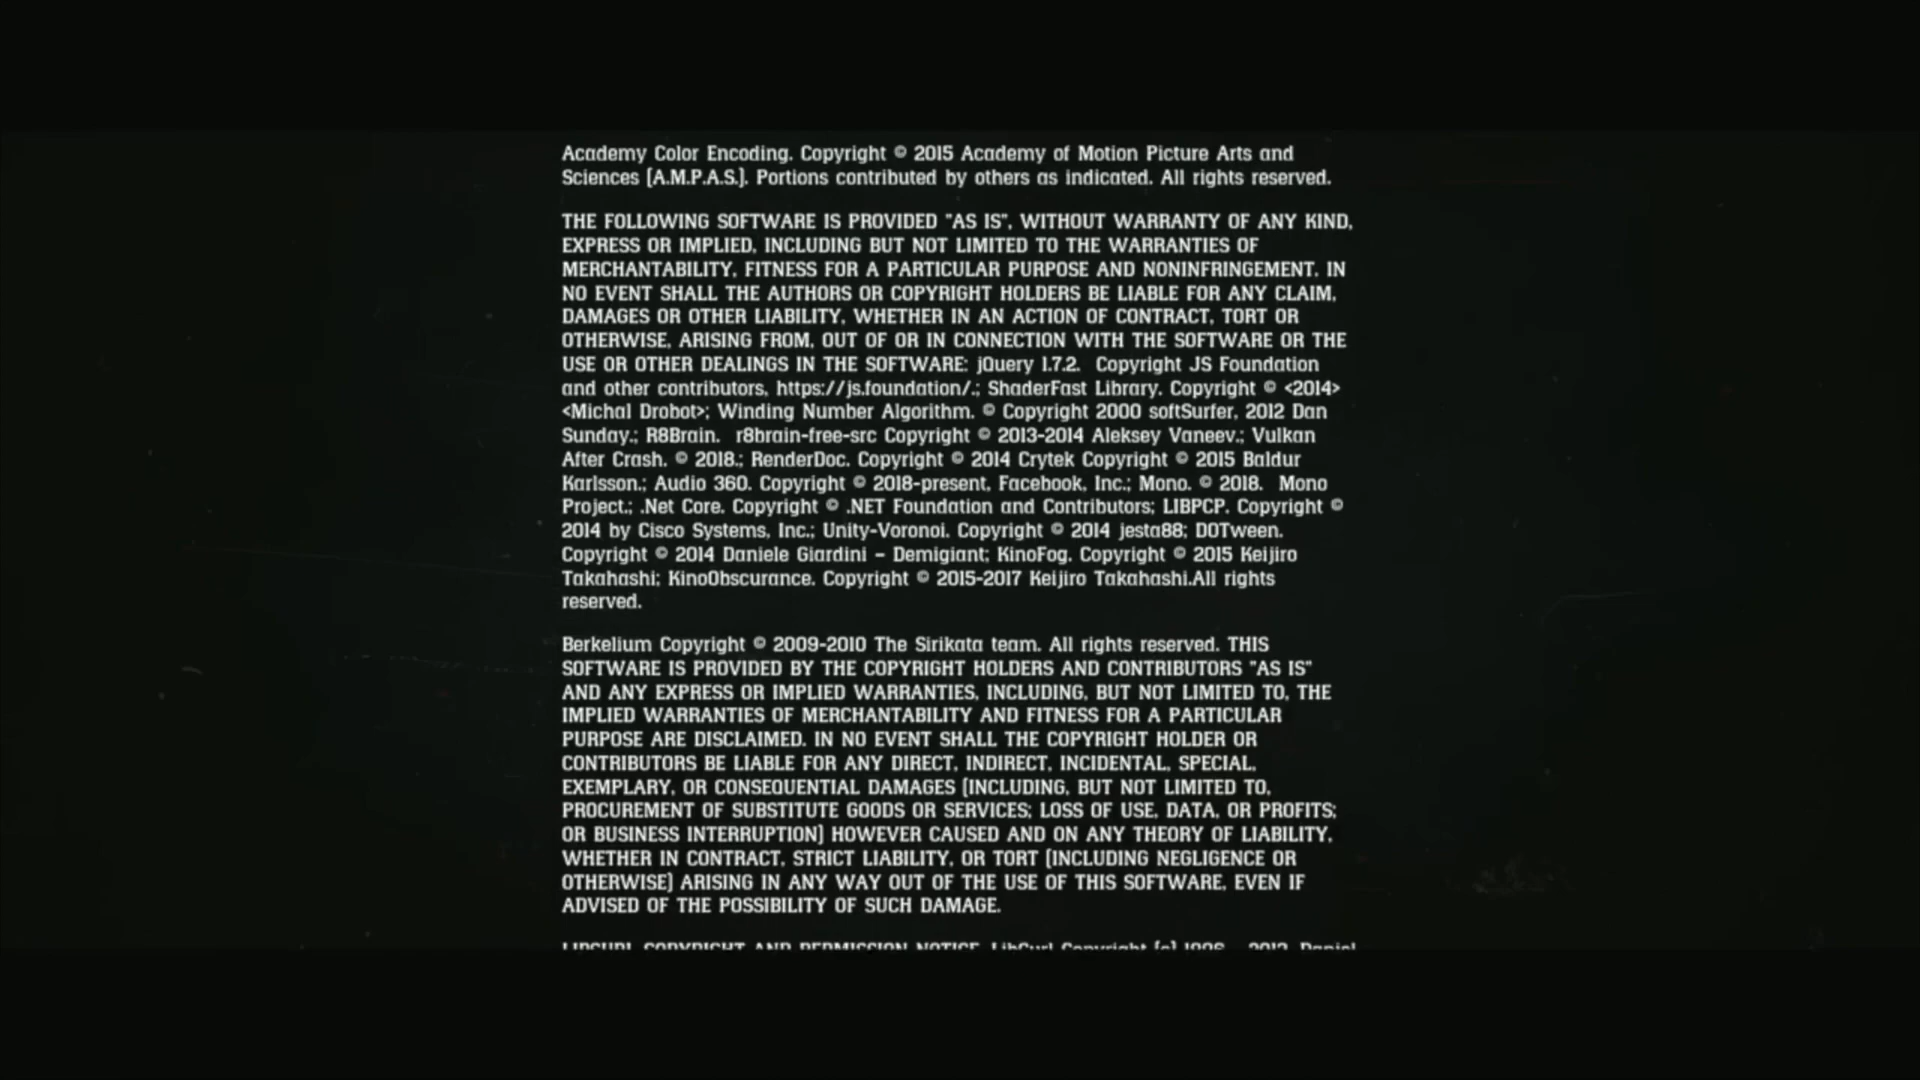 Academy Color Encoding. Copyright © 2015 Academy of Motion Picture Arts and
Sciences (A.M.P.A.S.). Portions contributed by others as indicated. All rights reserved.
THE FOLLOWING SOFTWARE IS PROVIDED "AS IS", WITHOUT WARRANTY OF ANY KIND,
EXPRESS OR IMPLIED, INCLUDING BUT NOT LIMITED TO THE WARRANTIES OF
MERCHANTABILITY, FITNESS FOR A PARTICULAR PURPOSE AND NONINFRINGEMENT. IN
NO EVENT SHALL THE AUTHORS OR COPYRIGHT HOLDERS BE LIABLE FOR ANY CLAIM,
DAMAGES OR OTHER LIABILITY, WHETHER IN AN ACTION OF CONTRACT, TORT OR
OTHERWISE, ARISING FROM, OUT OF OR IN CONNECTION WITH THE SOFTWARE OR THE
USE OR OTHER DEALINGS IN THE SOFTWARE: jQuery 1.7.2. Copyright JS Foundation
and other contributors, https://js.foundation/.; ShaderFast Library. Copyright © <2014>
<Michal Drobot>; Winding Number Algorithm. © Copyright 2000 softSurfer, 2012 Dan
Sunday.; R8Brain. r8brain-free-src Copyright © 2013-2014 Aleksey Vaneev.; Vulkan
After Crash. © 2018.; RenderDoc. Copyright © 2014 Crytek Copyright © 2015 Baldur
Karlsson.; Audio 360. Copyright © 2018-present, Facebook, Inc.; Mono. © 2018. Mono
Project.; .Net Core. Copyright © .NET Foundation and Contributors; LIBPCP. Copyright ©
2014 by Cisco Systems, Inc.; Unity-Voronoi. Copyright © 2014 jesta88; DOTween.
Copyright © 2014 Daniele Giardini – Demigiant; KinoFog. Copyright © 2015 Keijiro
Takahashi; KinoObscurance. Copyright © 2015-2017 Keijiro Takahashi.All rights
reserved.
Berkelium Copyright © 2009-2010 The Sirikata team. All rights reserved. THIS
SOFTWARE IS PROVIDED BY THE COPYRIGHT HOLDERS AND CONTRIBUTORS "AS IS"
AND ANY EXPRESS OR IMPLIED WARRANTIES, INCLUDING, BUT NOT LIMITED TO, THE
IMPLIED WARRANTIES OF MERCHANTABILITY AND FITNESS FOR A PARTICULAR
PURPOSE ARE DISCLAIMED. IN NO EVENT SHALL THE COPYRIGHT HOLDER OR
CONTRIBUTORS BE LIABLE FOR ANY DIRECT, INDIRECT, INCIDENTAL, SPECIAL,
EXEMPLARY, OR CONSEQUENTIAL DAMAGES (INCLUDING, BUT NOT LIMITED TO,
PROCUREMENT OF SUBSTITUTE GOODS OR SERVICES; LOSS OF USE, DATA, OR PROFITS;
OR BUSINESS INTERRUPTION) HOWEVER CAUSED AND ON ANY THEORY OF LIABILITY,
WHETHER IN CONTRACT, STRICT LIABILITY, OR TORT (INCLUDING NEGLIGENCE OR
OTHERWISE) ARISING IN ANY WAY OUT OF THE USE OF THIS SOFTWARE, EVEN IF
ADVISED OF THE POSSIBILITY OF SUCH DAMAGE.
LIBCURL COPYRIGHT AND PERMISSION NOTICE. LibCurl Copyright (c) 1996 - 2012, Daniel